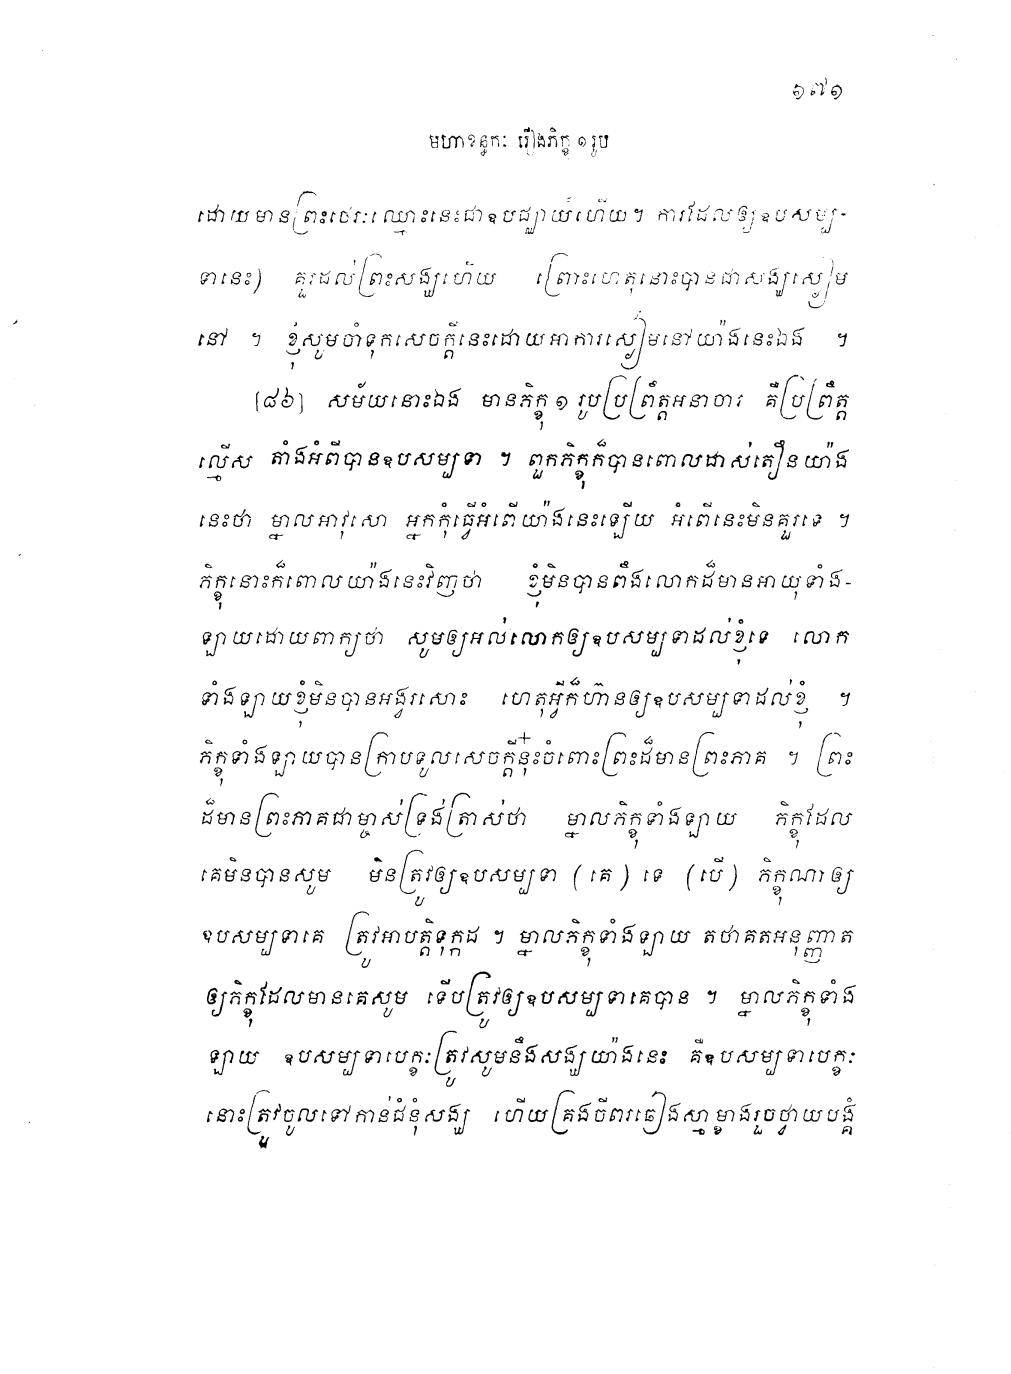 ១៧១
មហាខន្ធកៈ រឿងភិក្ខុ ១ រូប
ដោយមានព្រះថេរៈឈ្មោះនេះជាឧបជ្ឈាយ៍ហើយ។ ការដែលឲ្យឧបសម្ប-
ទានេះ) គួរដល់ព្រះសង្ឃហើយ ព្រោះហេតុនោះបានជាសង្ឃស្ងៀម
នៅ ។ ខ្ញុំសូមចាំទុកសេចក្តីនេះដោយអាការស្ងៀមនៅយ៉ាងនេះឯង ។
[៨៦] សម័យនោះឯង មានភិក្ខុ ១ រូបប្រព្រឹត្តអនាចារ គឺប្រព្រឹត្ត
ល្មើស តាំងអំពីបានឧបសម្បទា ។ ពួកភិក្ខុក៏បានពោលដាស់តឿនយ៉ាង
នេះថា ម្នាលអាវុសោ អ្នកកុំធ្វើអំពើយ៉ាងនេះឡើយ អំពើនេះមិនគួរទេ ។
ភិក្ខុនោះក៏ពោលយ៉ាងនេះវិញថា ខ្ញុំមិនបានពឹងលោកដ៏មានអាយុទាំង-
ឡាយដោយពាក្យថា សូមឲ្យអស់លោកឲ្យឧបសម្បទាដល់ខ្ញុំទេ លោក
ទាំងឡាយខ្ញុំមិនបានអង្វរសោះ ហេតុអ្វីក៏ហ៊ានឲ្យឧបសម្បទាដល់ខ្ញុំ ។
ភិក្ខុទាំងឡាយបានក្រាបទូលសេចក្តីនុ៎ះចំពោះព្រះដ៏មានព្រះភាគ ។ ព្រះ
ដ៏មានព្រះភាគជាម្ចាស់ទ្រង់ត្រាស់ថា ម្នាលភិក្ខុទាំងឡាយ ភិក្ខុដែល
គេមិនបានសូម មិនត្រូវឲ្យឧបសម្បទា (គេ) ទេ (បើ) ភិក្ខុណាឲ្យ
ឧបសម្បទាគេ ត្រូវអាបត្តិទុក្កដ ។ ម្នាលភិក្ខុទាំងឡាយ តថាគតអនុញ្ញាត
ឲ្យភិក្ខុដែលមានគេសូម ទើបត្រូវឲ្យឧបសម្បទាគេបាន ។ ម្នាលភិក្ខុទាំង
ឡាយ ឧបសម្បទាបេក្ខៈត្រូវសូមនឹងសង្ឃយ៉ាងនេះ គឺឧបសម្បទាបេក្ខៈ
នោះត្រូវចូលទៅកាន់ជំនុំសង្ឃ ហើយគ្រងចីពរឆៀងស្មាម្ខាងរួចថ្វាយបង្គំ